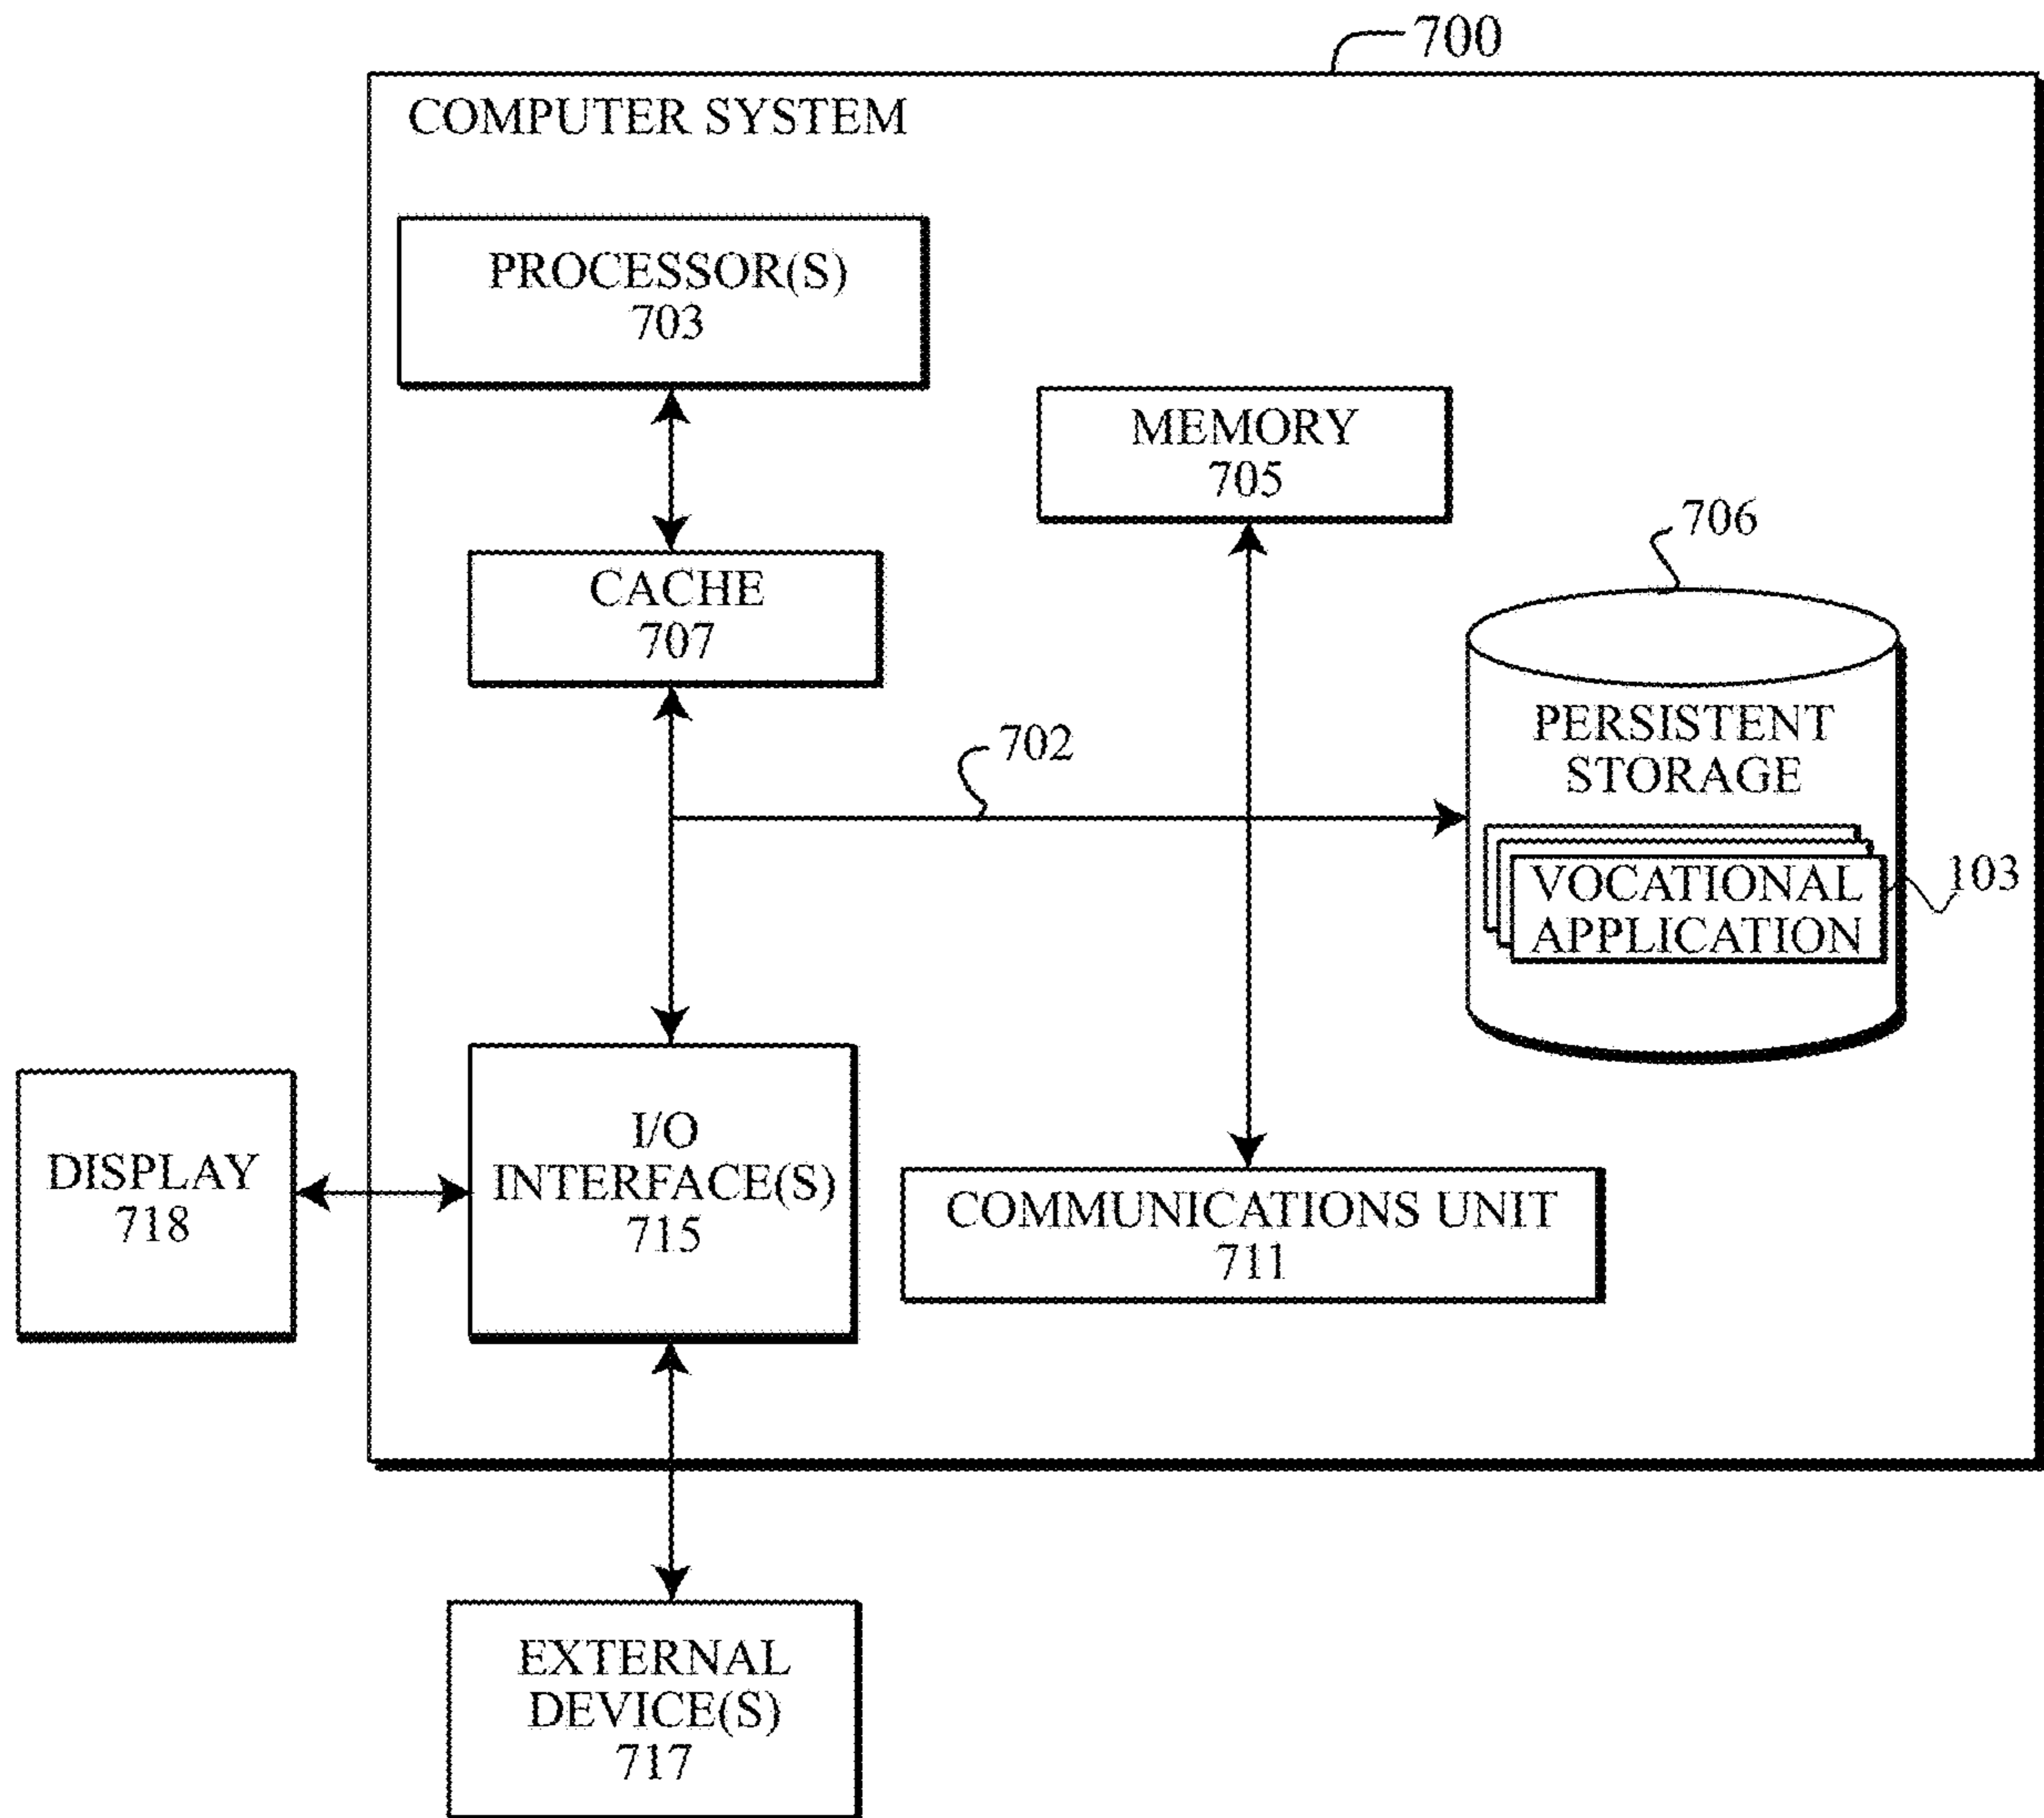 700
COMPUTER SYSTEM
PROCESSOR(S)
703
MEMORY
705
706
CACHE
707
702
PERSISTENT
STORAGE
VOCATIONAL
APPLICATION
103
I/O
INTERFACE(S)
715
DISPLAY
718
COMMUNICATIONS UNIT
711
EXTERNAL
DEVICE(S)
717